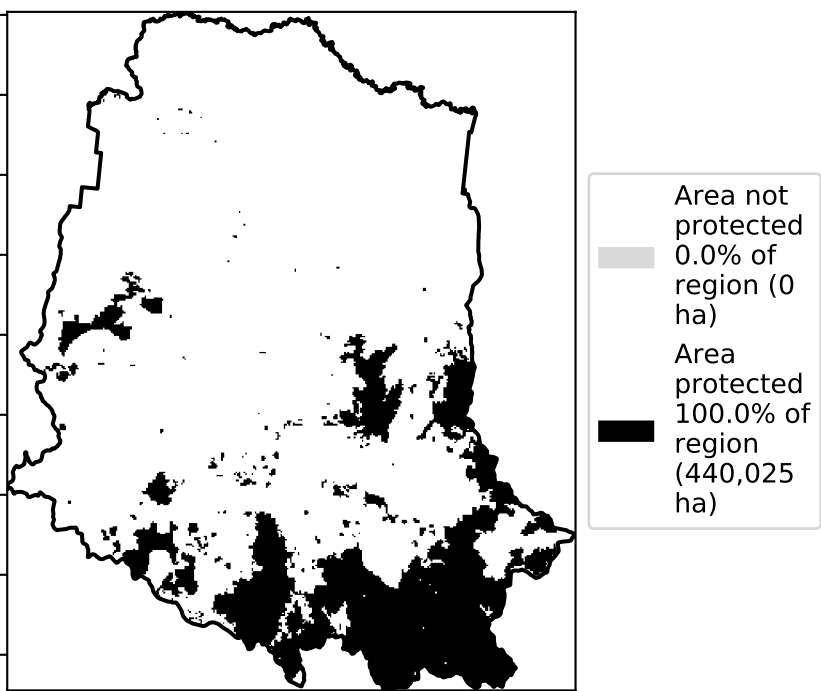 Area not
protected
0.0% of
region (0
ha)
Area
protected
100.0% of
region
(440,025
ha)